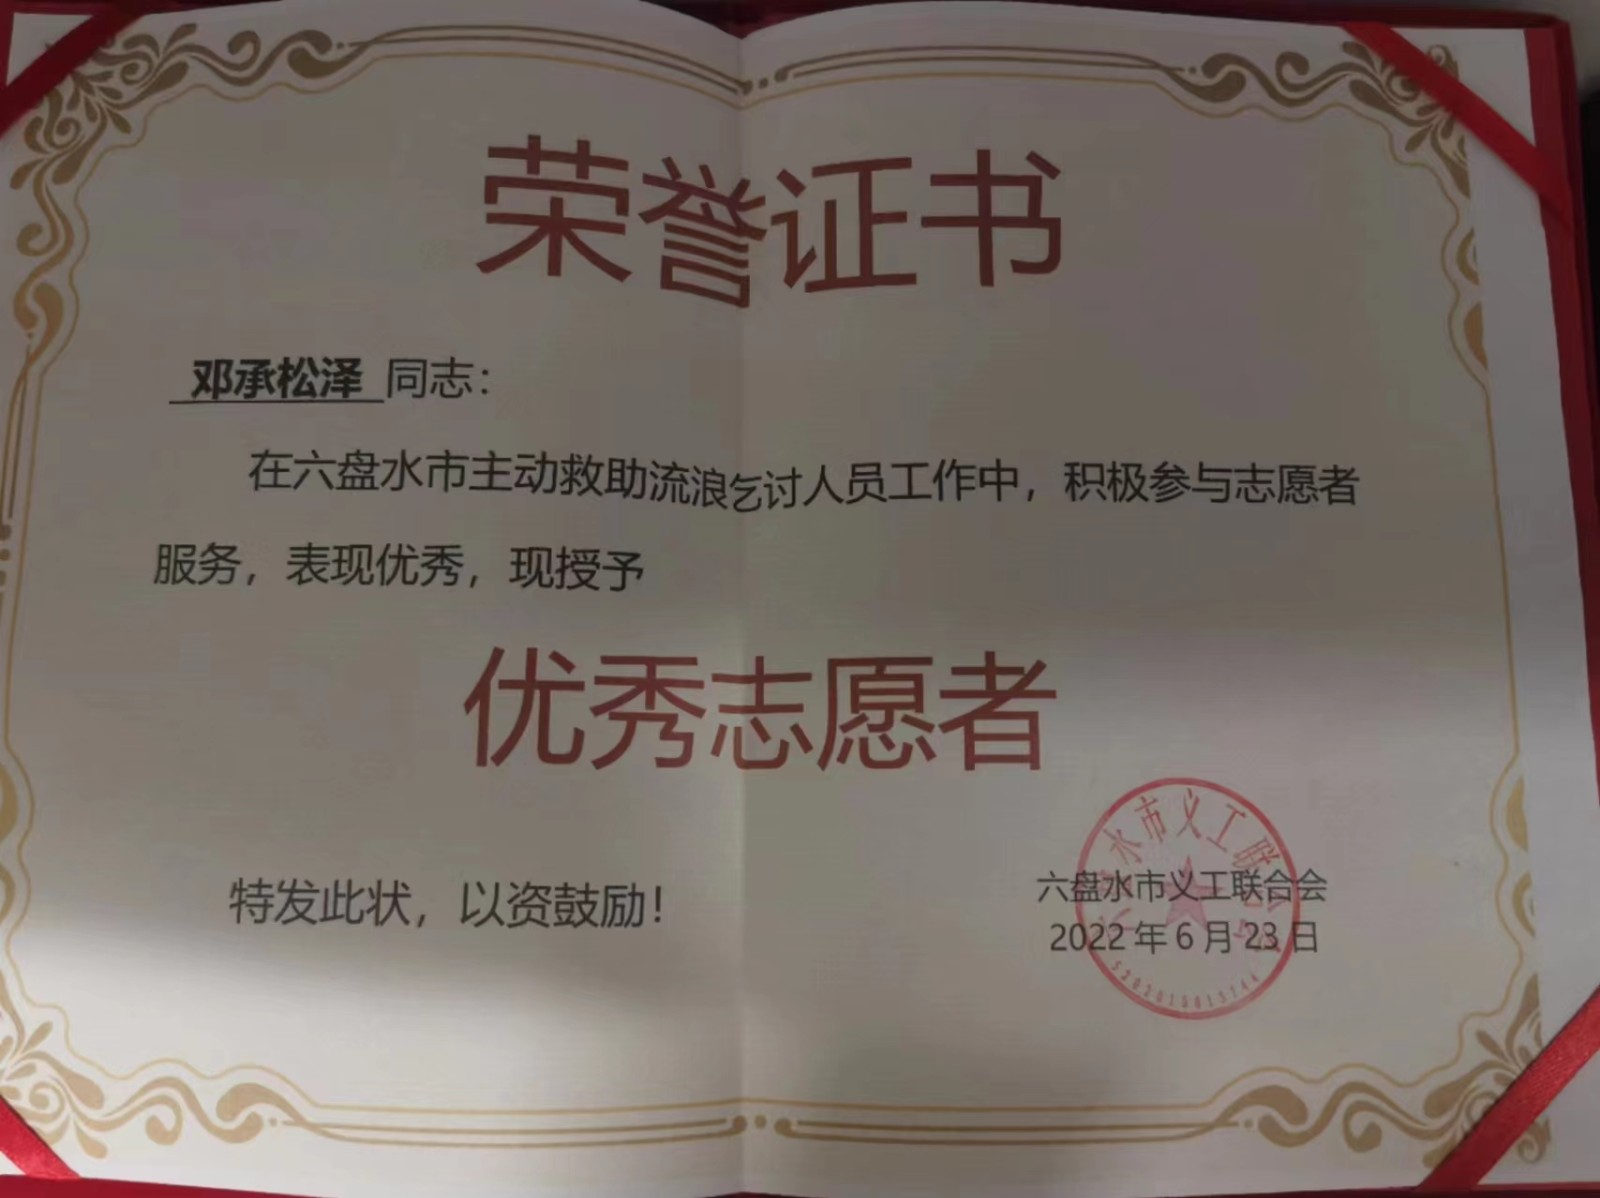 荣誉证书
邓承松泽 同志：
在六盘水市主动救助流浪乞讨人员工作中，积极参与志愿者
服务，表现优秀，现授予
优秀志愿者
特发此状，以资鼓励！
六盘水市义工联合会
2022年6月23日